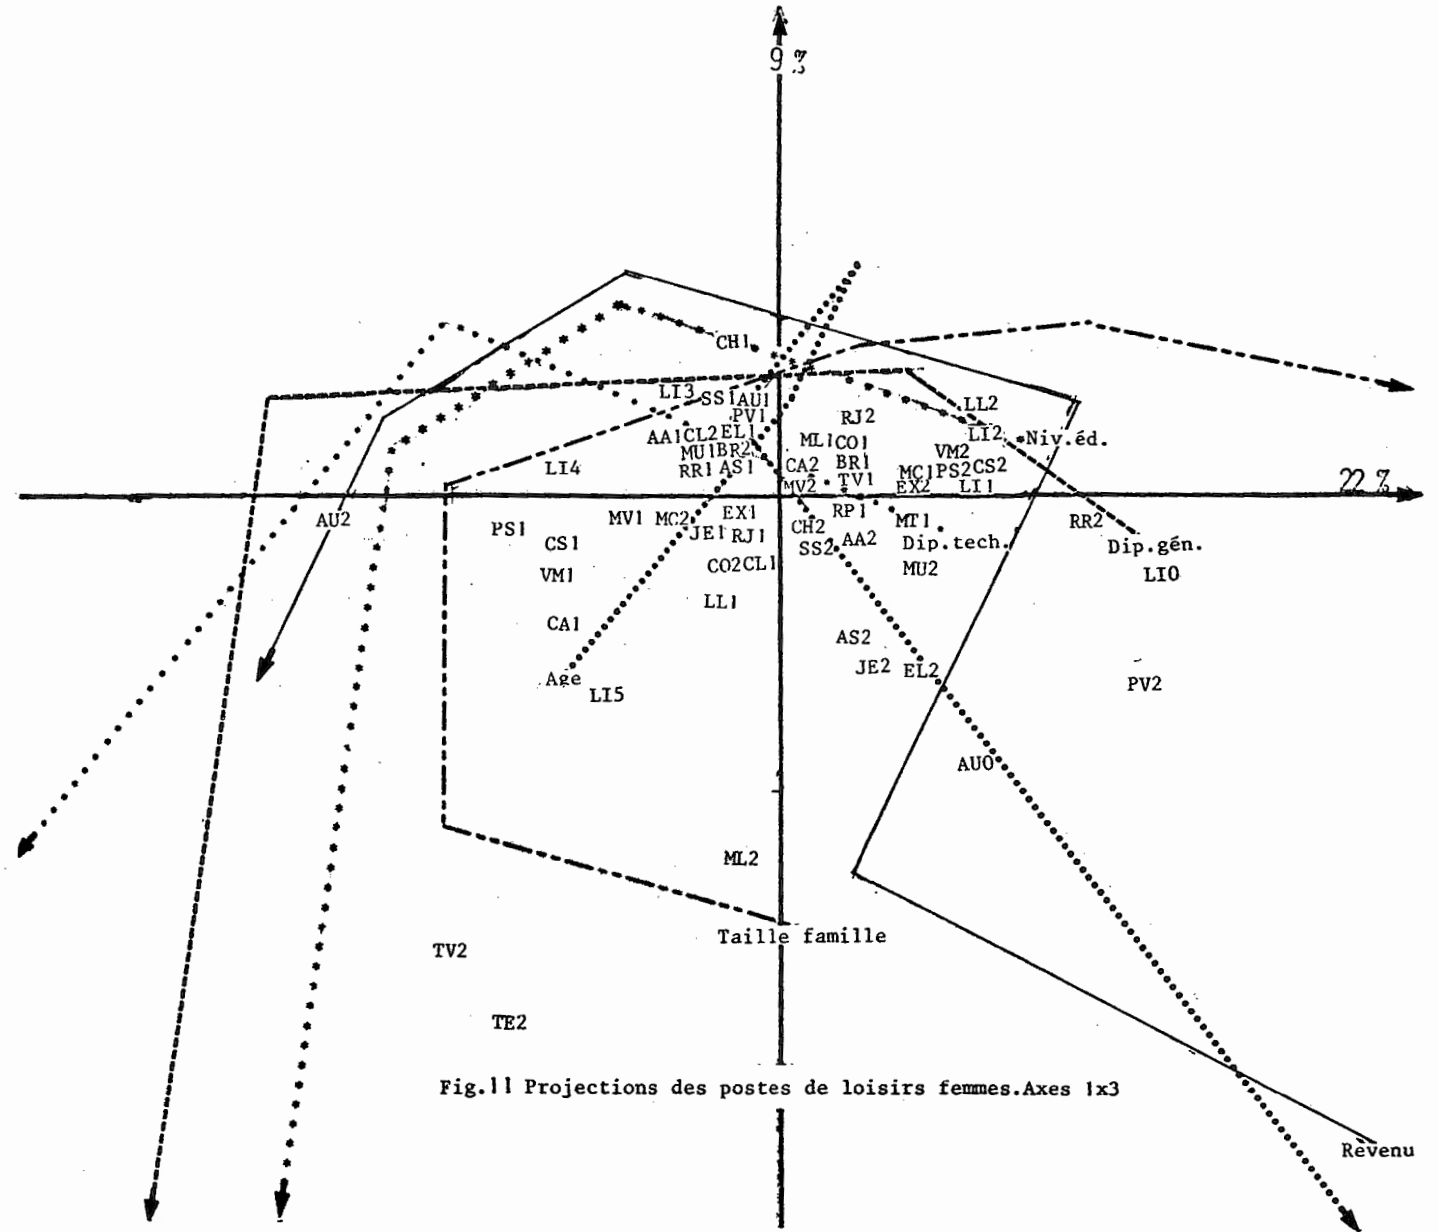 9 %
CH1
LI3 SS1 AU1
PV1
LL2
RJ2
AA1 CL2 EL1
ML1 CO1
LI2 *Niv.éd.
MU1 BR2
VM2
LI4
RR1 AS1
CA2 BR1
MC1 PS2 CS2
MV2 TV1
EX2 LI1
22 %
AU2
PS1
MV1 MC2 EX1
RP1
MT1
RR2
JE1 RJ1
CH2
CS1
SS2 AA2
Dip.tech.
Dip.gén.
VM1
CO2 CL1
MU2
LI0
LL1
CA1
AS2
Age
JE2 EL2
LI5
PV2
AU0
ML2
Taille famille
TV2
TE2
Fig.11 Projections des postes de loisirs femmes.Axes 1x3
Revenu